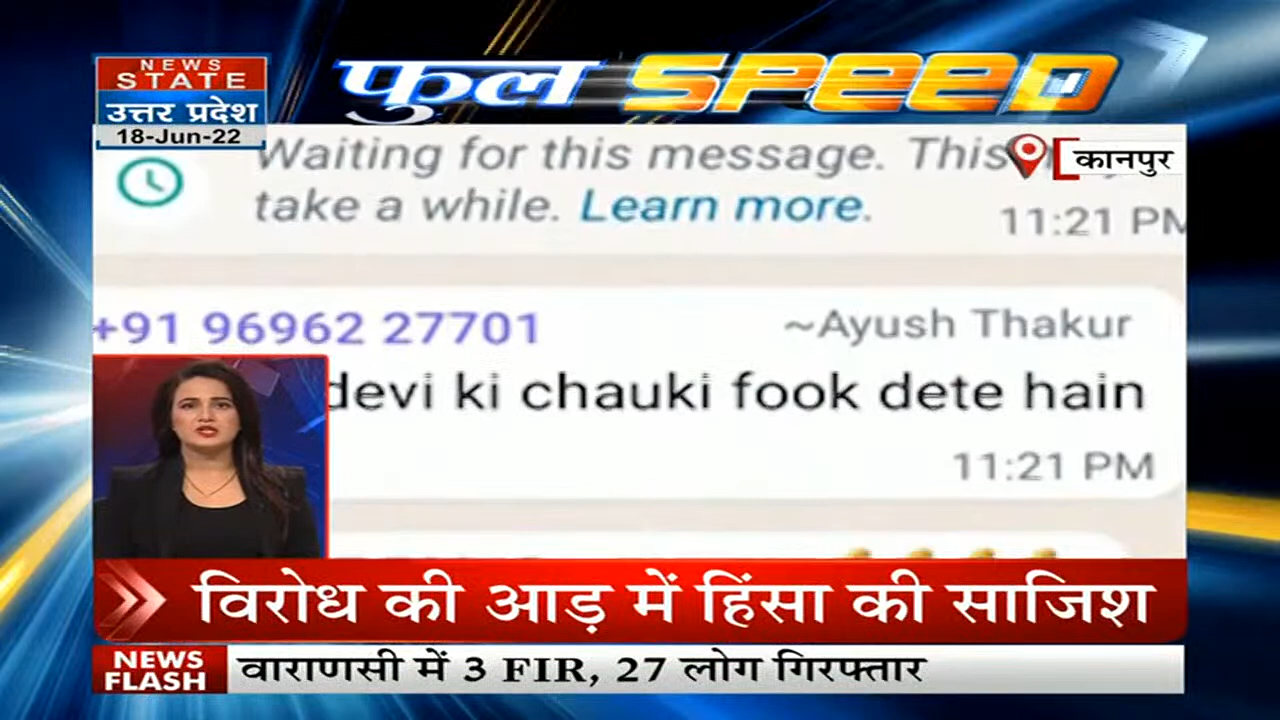 NEWS
STATE
उत्तर प्रदेश
18-Jun-22
फुल SPEED
कानपुर
Waiting for this message. This
take a while. Learn more.
11:21 PM
+91 96962 27701
~Ayush Thakur
devi ki chauki fook dete hain
11:21 PM
विरोध की आड़ में हिंसा की साजिश
NEWS
FLASH
वाराणसी में 3 FIR, 27 लोग गिरफ्तार